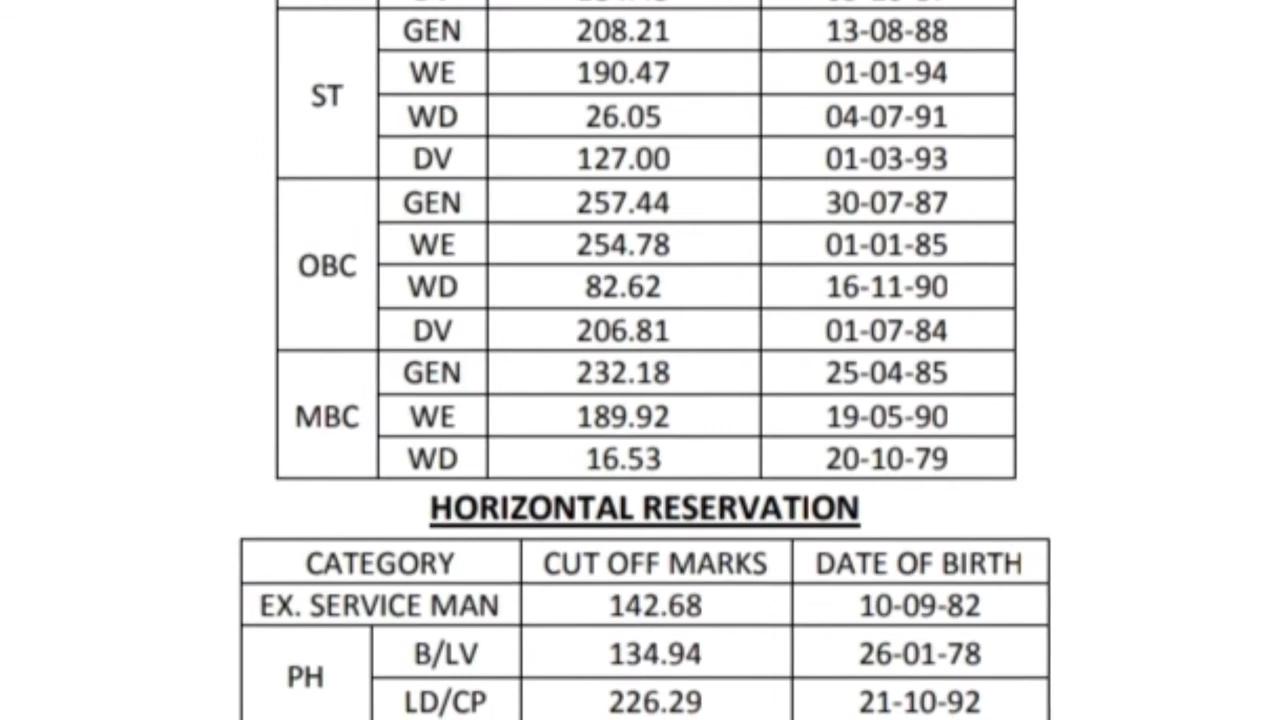 ST GEN 208.21 13-08-88
WE 190.47 01-01-94
WD 26.05 04-07-91
DV 127.00 01-03-93
OBC GEN 257.44 30-07-87
WE 254.78 01-01-85
WD 82.62 16-11-90
DV 206.81 01-07-84
MBC GEN 232.18 25-04-85
WE 189.92 19-05-90
WD 16.53 20-10-79
HORIZONTAL RESERVATION
CATEGORY CUT OFF MARKS DATE OF BIRTH
EX. SERVICE MAN 142.68 10-09-82
PH B/LV 134.94 26-01-78
LD/CP 226.29 21-10-92